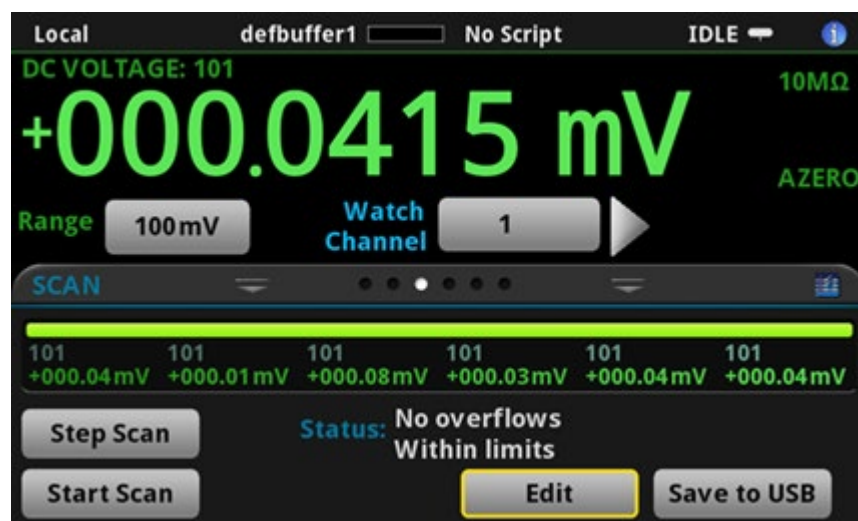 Local defbuffer1 No Script IDLE i
DC VOLTAGE: 101
10MΩ
+000.0415 mV
AZERO
Range 100mV Watch Channel 1
SCAN
101 101 101 101 101 101
+000.04mV +000.01mV +000.08mV +000.03mV +000.04mV +000.04mV
Step Scan Status: No overflows
Within limits
Start Scan Edit Save to USB